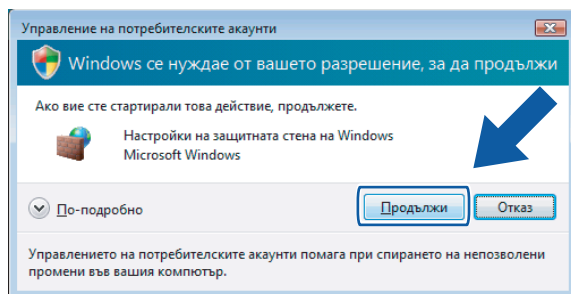 Управление на потребителските акаунти
Windows се нуждае от вашето разрешение, за да продължи
Ако вие сте стартирали това действие, продължете.
Настройки на защитната стена на Windows
Microsoft Windows
По-подробно
Продължи
Отказ
Управлението на потребителските акаунти помага при спирането на непозволени
промени във вашия компютър.